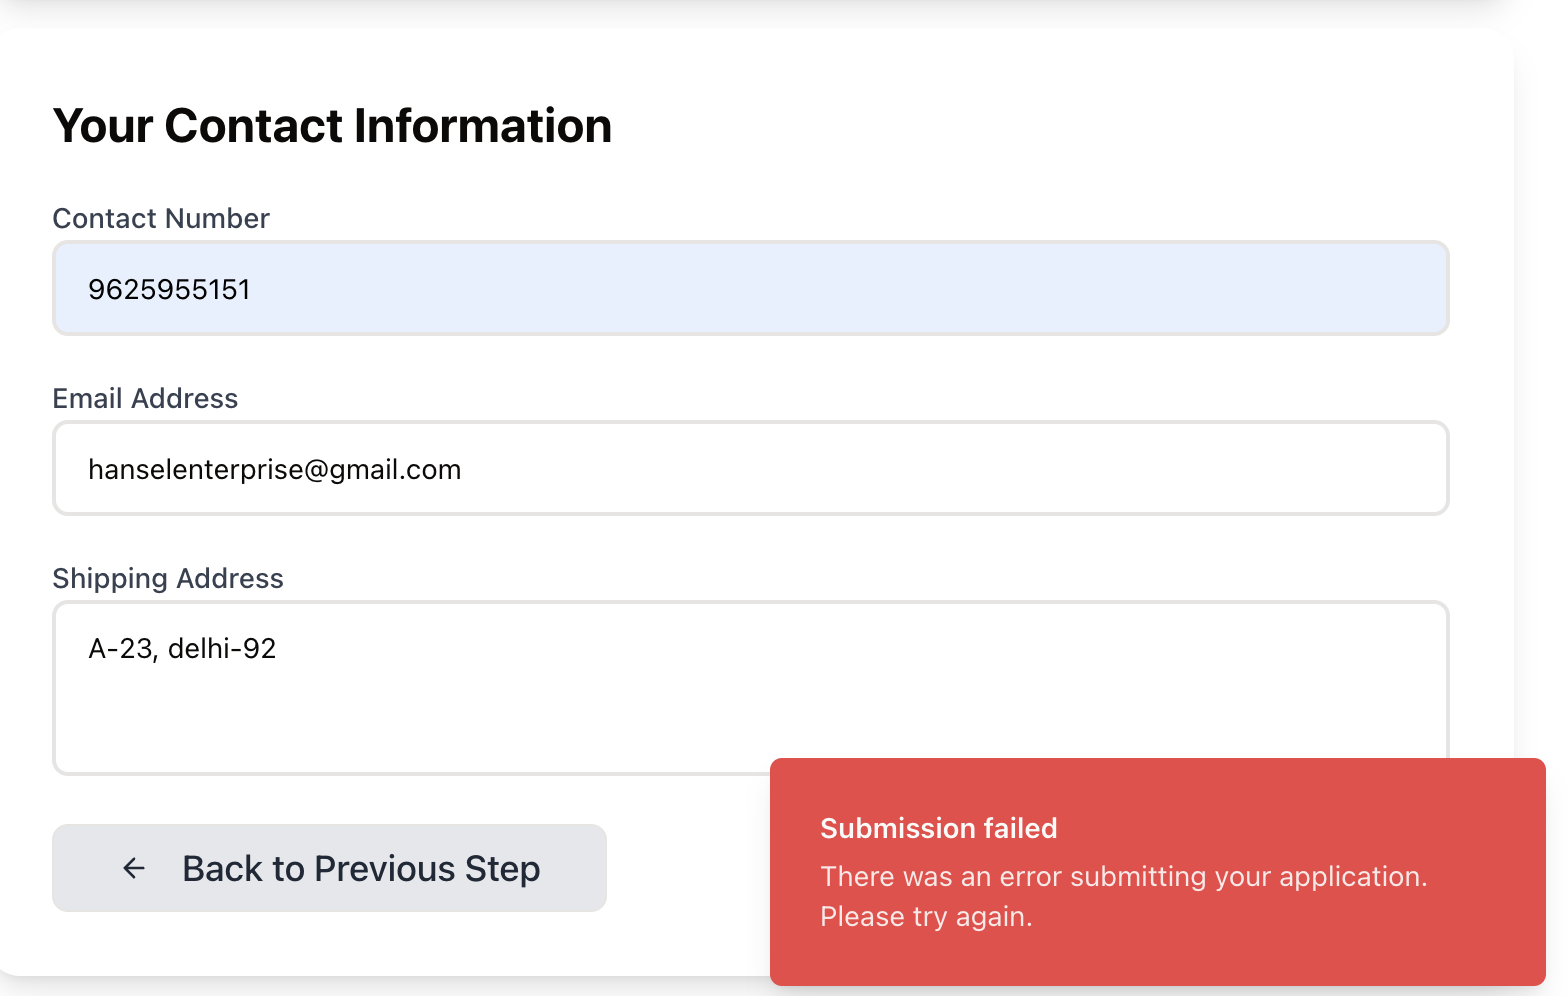 Your Contact Information
Contact Number
9625955151
Email Address
hanselenterprise@gmail.com
Shipping Address
A-23, delhi-92
← Back to Previous Step
Submission failed
There was an error submitting your application.
Please try again.